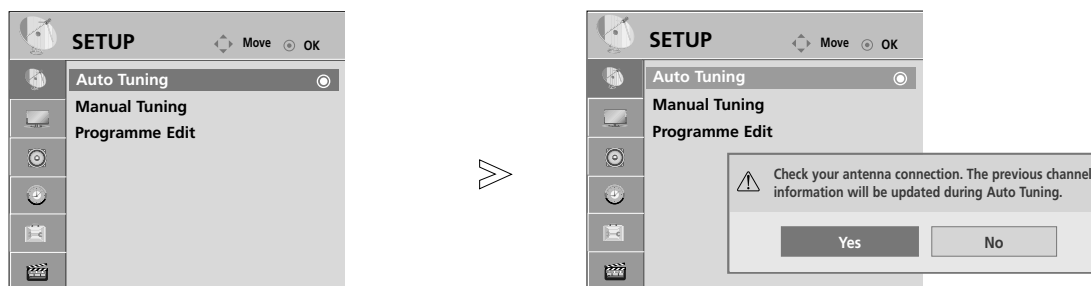 SETUP Move OK
Auto Tuning
Manual Tuning
Programme Edit
SETUP Move OK
Auto Tuning
Manual Tuning
Programme Edit
Check your antenna connection. The previous channel
information will be updated during Auto Tuning.
Yes No